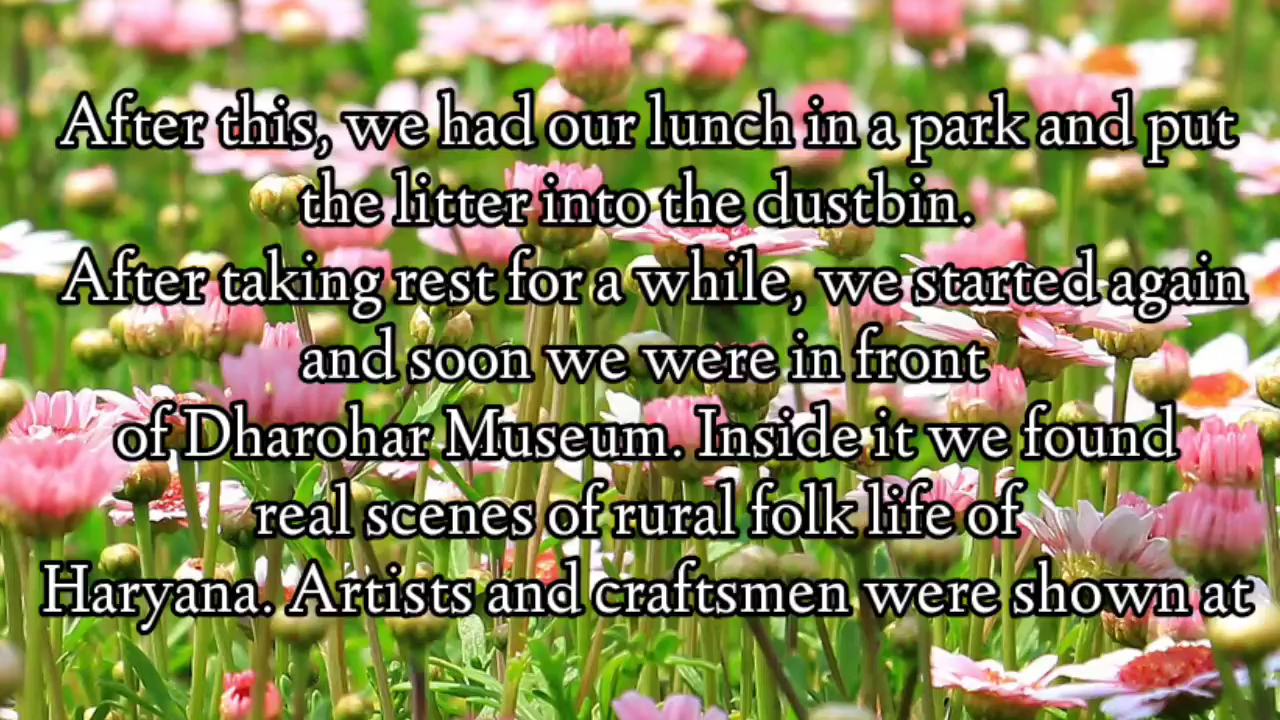 After this, we had our lunch in a park and put
the litter into the dustbin.
After taking rest for a while, we started again
and soon we were in front
of Dharohar Museum. Inside it we found
real scenes of rural folk life of
Haryana. Artists and craftsmen were shown at